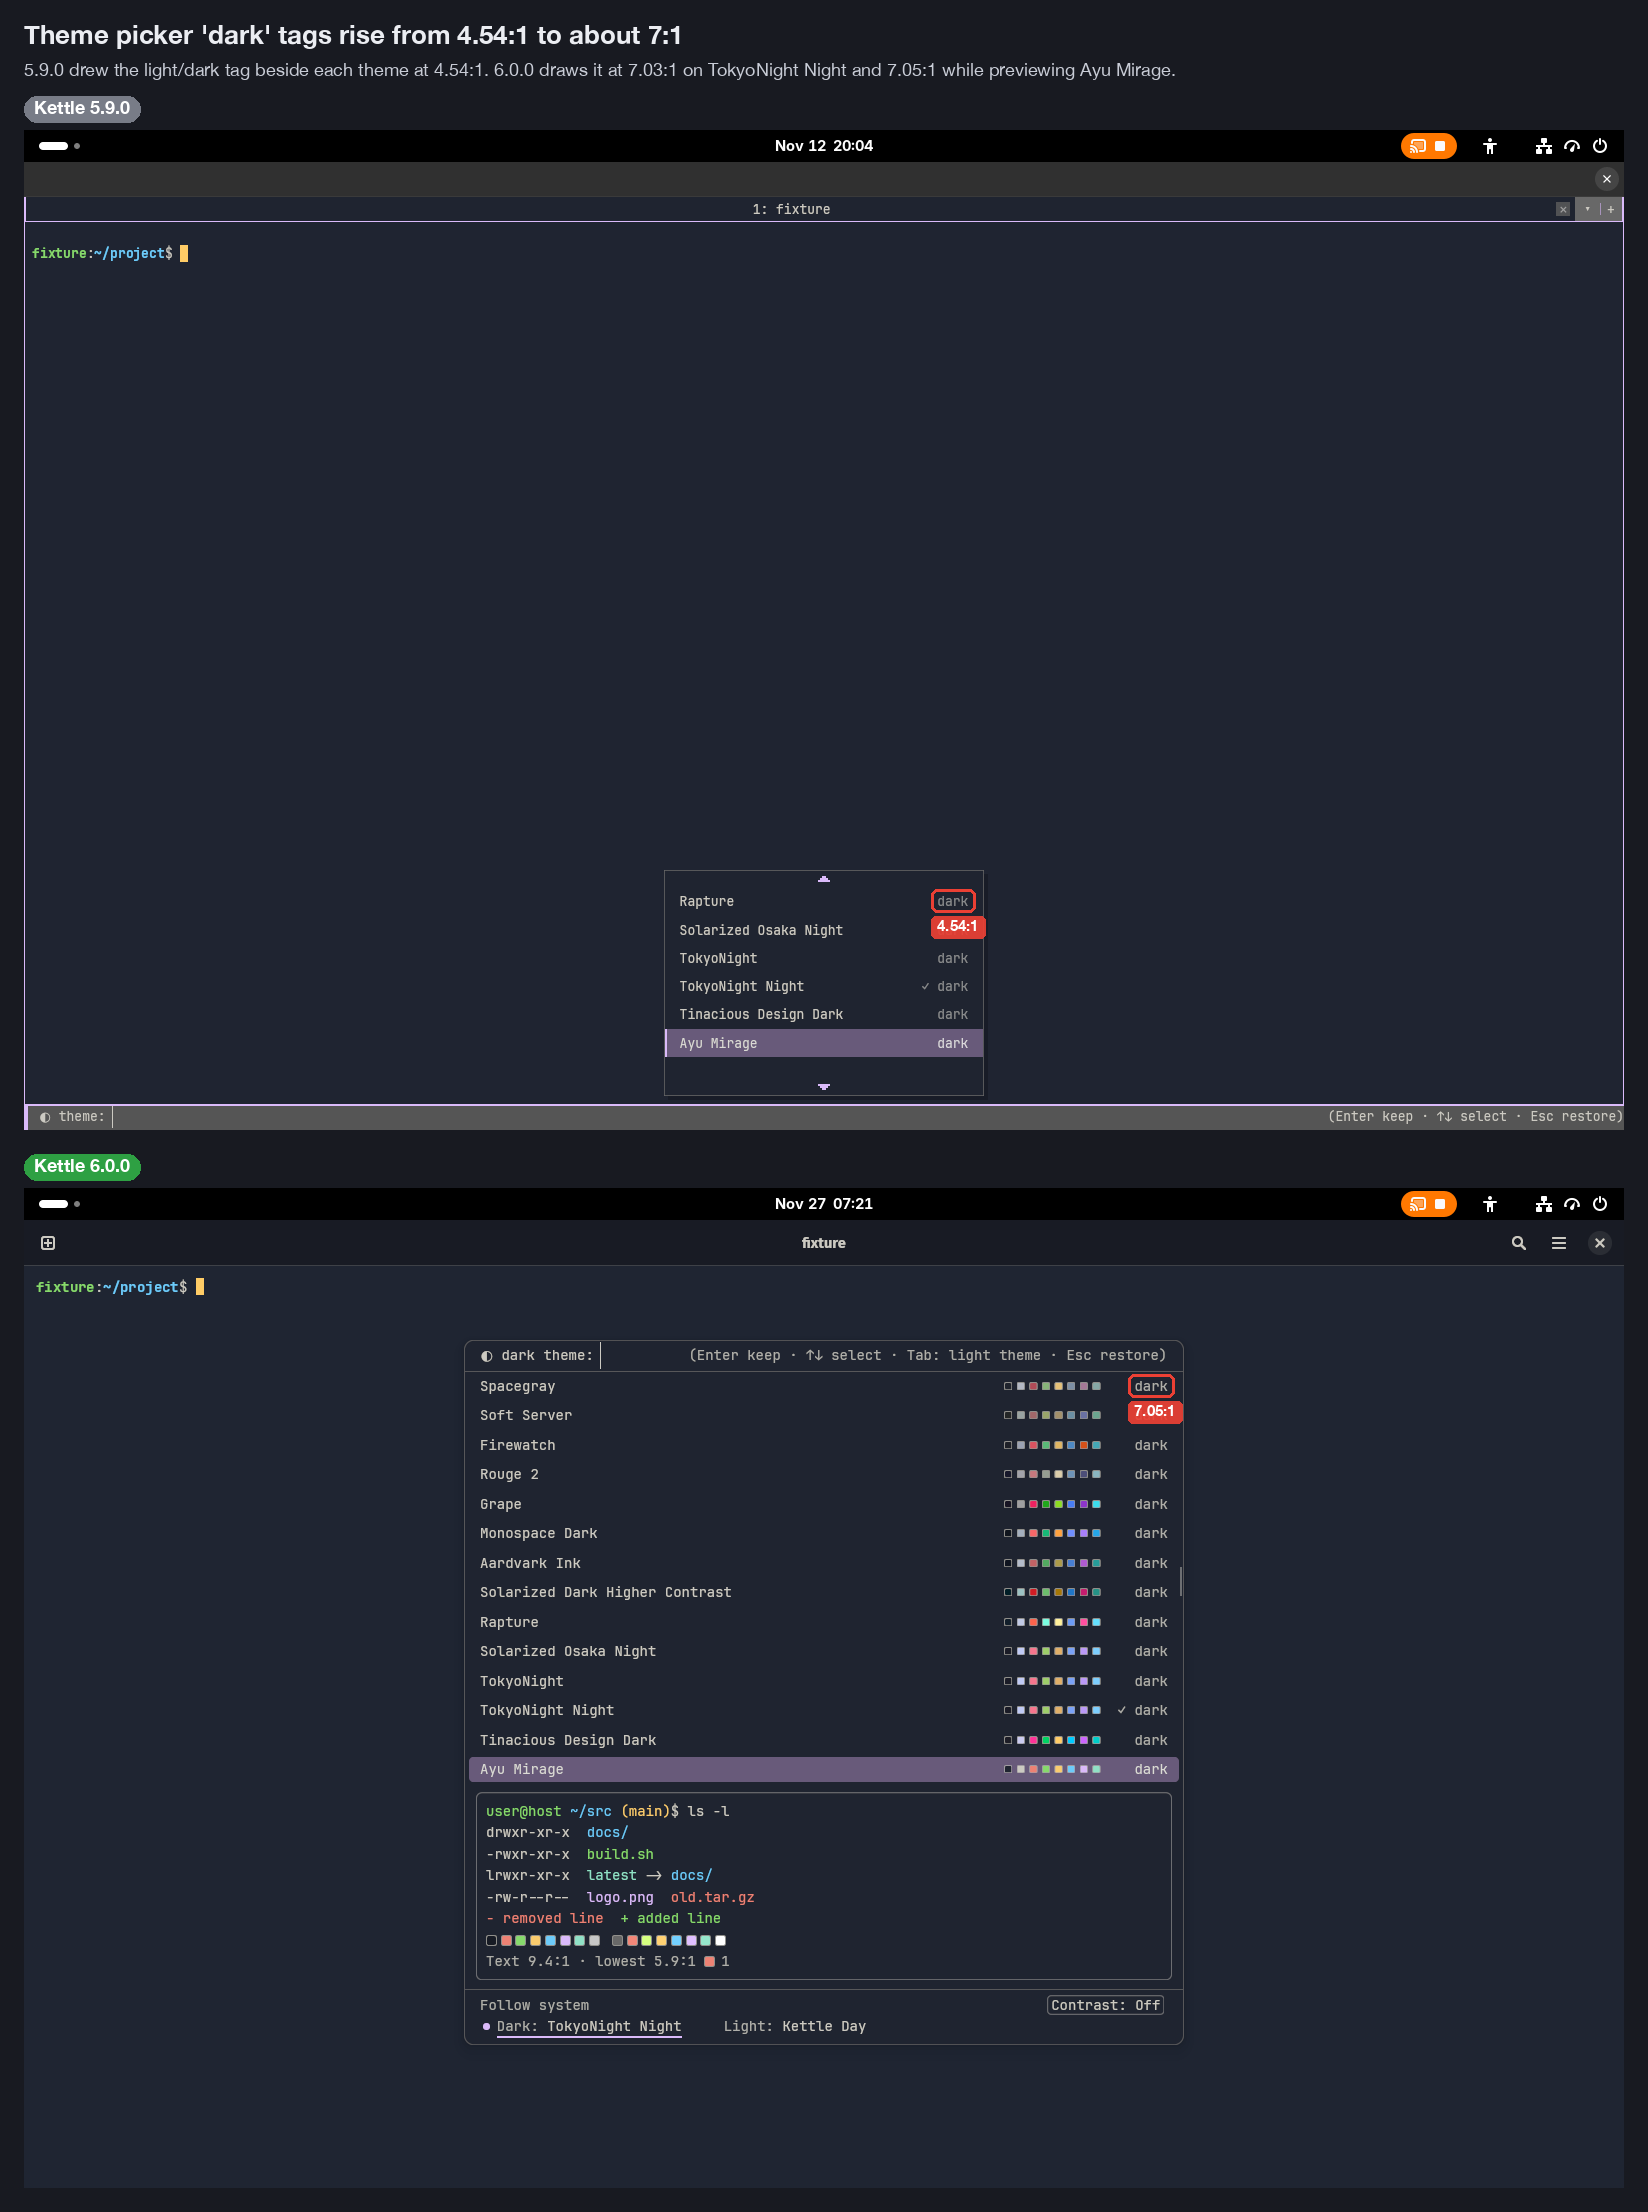 Theme picker 'dark' tags rise from 4.54:1 to about 7:1
5.9.0 drew the light/dark tag beside each theme at 4.54:1. 6.0.0 draws it at 7.03:1 on TokyoNight Night and 7.05:1 while previewing Ayu Mirage.
Kettle 5.9.0
Nov 12 20:04
1: fixture
fixture:~/project$
Rapture dark
4.54:1
Solarized Osaka Night
TokyoNight dark
TokyoNight Night ✓ dark
Tinacious Design Dark dark
Ayu Mirage dark
◐ theme: (Enter keep · ↑↓ select · Esc restore)
Kettle 6.0.0
Nov 27 07:21
fixture
fixture:~/project$
◐ dark theme: (Enter keep · ↑↓ select · Tab: light theme · Esc restore)
Spacegray dark
7.05:1
Soft Server
Firewatch dark
Rouge 2 dark
Grape dark
Monospace Dark dark
Aardvark Ink dark
Solarized Dark Higher Contrast dark
Rapture dark
Solarized Osaka Night dark
TokyoNight dark
TokyoNight Night ✓ dark
Tinacious Design Dark dark
Ayu Mirage dark
user@host ~/src (main)$ ls -l
drwxr-xr-x docs/
-rwxr-xr-x build.sh
lrwxr-xr-x latest -> docs/
-rw-r--r-- logo.png old.tar.gz
- removed line + added line
Text 9.4:1 · lowest 5.9:1 1
Follow system Contrast: Off
Dark: TokyoNight Night Light: Kettle Day